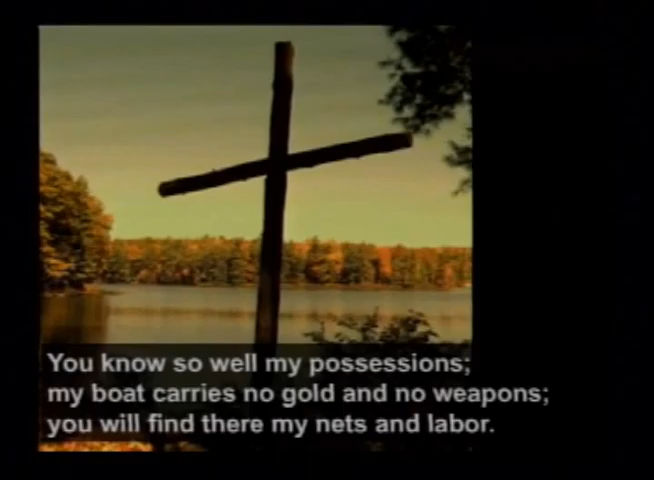 You know so well my possessions;
my boat carries no gold and no weapons;
you will find there my nets and labor.